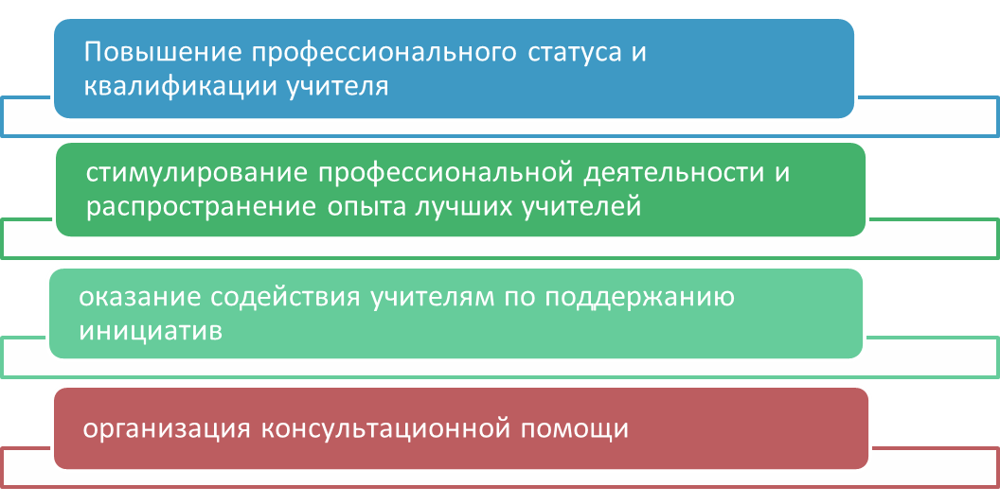 Повышение профессионального статуса и
квалификации учителя
стимулирование профессиональной деятельности и
распространение опыта лучших учителей
оказание содействия учителям по поддержанию
инициатив
организация консультационной помощи